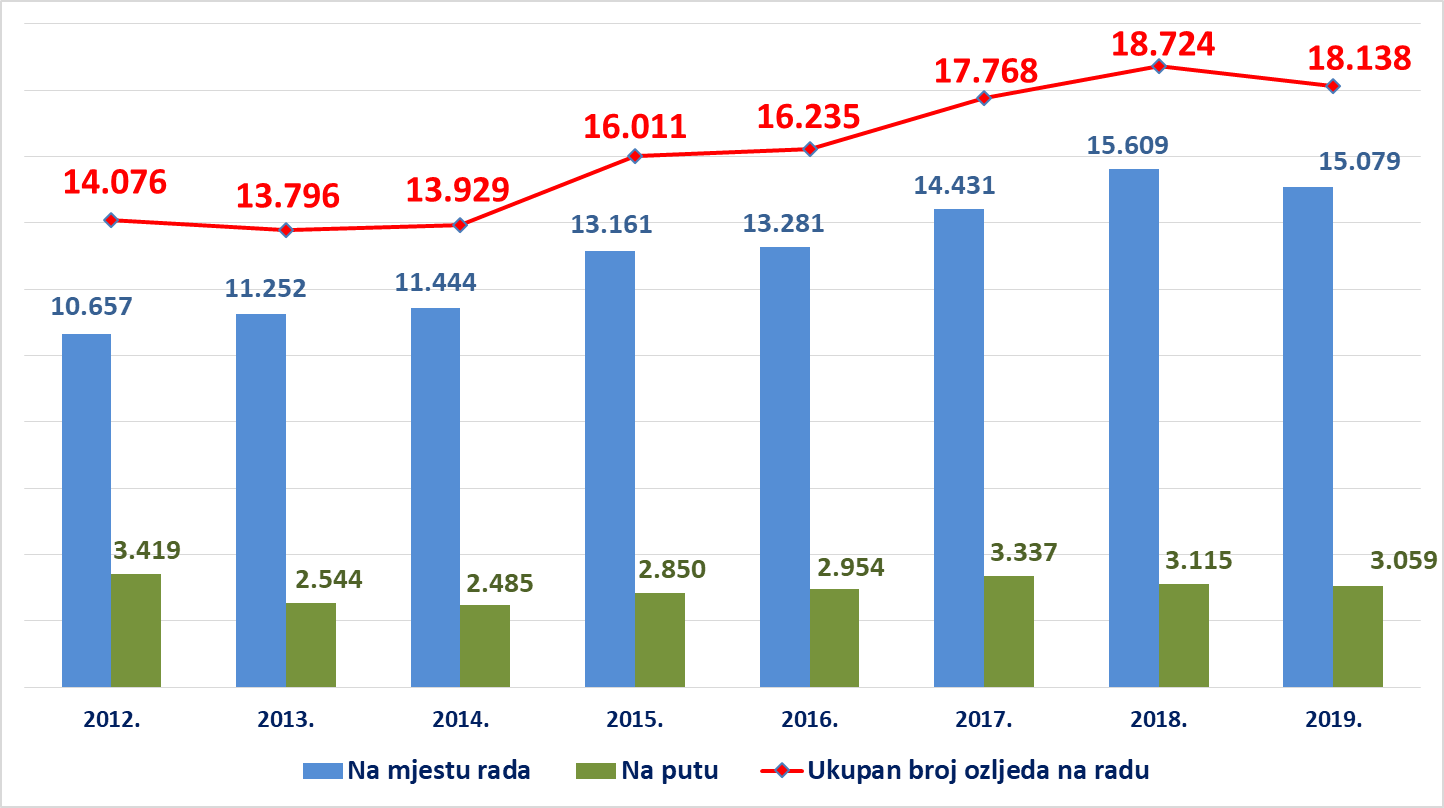 14.076 13.796 13.929 16.011 16.235 17.768 18.724 18.138
10.657 11.252 11.444 13.161 13.281 14.431 15.609 15.079
3.419 2.544 2.485 2.850 2.954 3.337 3.115 3.059
2012. 2013. 2014. 2015. 2016. 2017. 2018. 2019.
Na mjestu rada Na putu Ukupan broj ozljeda na radu